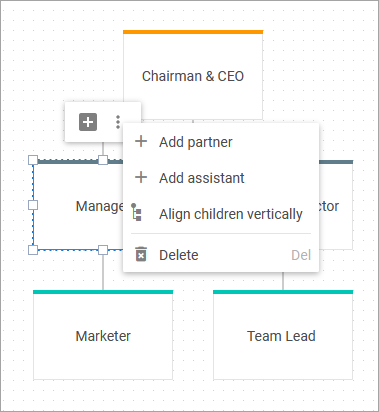 Chairman & CEO
Add partner
Add assistant
Align children vertically
Delete Del
Manage
ctor
Marketer
Team Lead